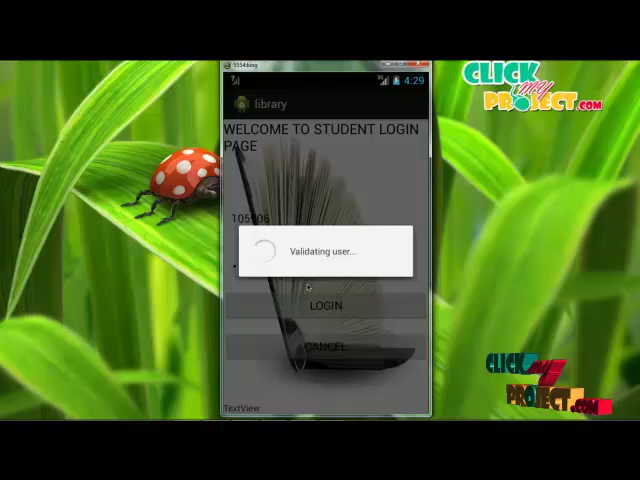 5554:king
4:29
CLICK
my
PROJECT.COM
library
WELCOME TO STUDENT LOGIN
PAGE
Validating user...
LOGIN
CANCEL
TextView
CLICK
my
PROJECT.COM